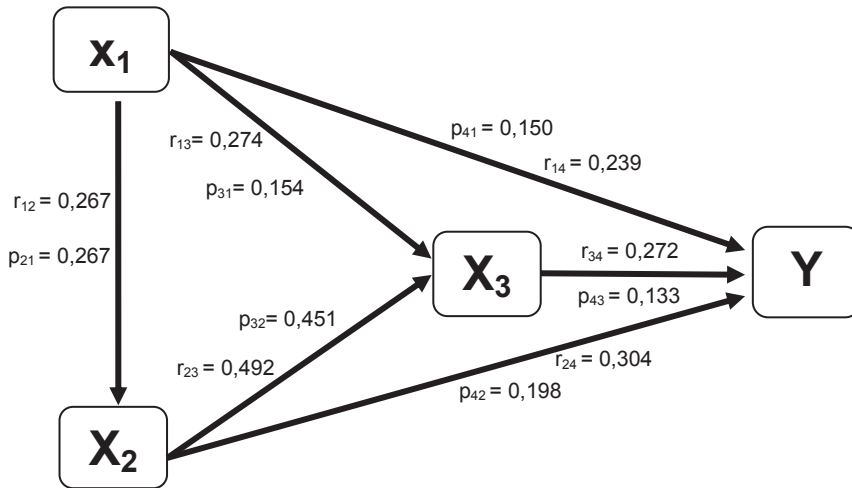 x₁
p₄₁ = 0,150
r₁₃= 0,274
r₁₄= 0,239
p₃₁= 0,154
r₁₂= 0,267
p₂₁= 0,267
X₃
r₃₄ = 0,272
p₄₃ = 0,133
Y
p₃₂= 0,451
r₂₃= 0,492
r₂₄ = 0,304
p₄₂ = 0,198
X₂